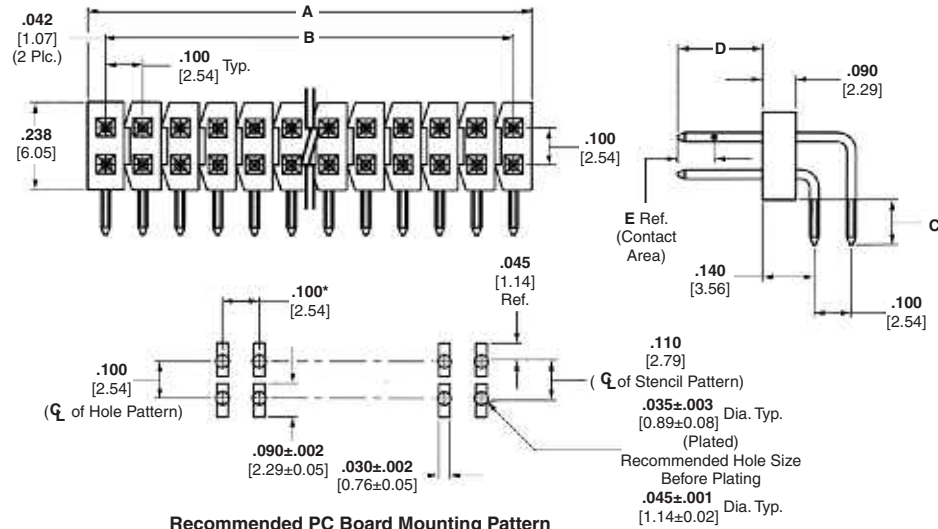 A
.042
[1.07]
(2 Plc.)
B
.100
[2.54] Typ.
.238
[6.05]
.100
[2.54]
D
.090
[2.29]
E Ref.
(Contact
Area)
C
.140
[3.56]
.100
[2.54]
.045
[1.14]
Ref.
.100*
[2.54]
.100
[2.54]
(℄ of Hole Pattern)
.110
[2.79]
(℄ of Stencil Pattern)
.090±.002
[2.29±0.05]
.030±.002
[0.76±0.05]
.035±.003
[0.89±0.08] Dia. Typ.
(Plated)
Recommended Hole Size
Before Plating
.045±.001
[1.14±0.02] Dia. Typ.
Recommended PC Board Mounting Pattern